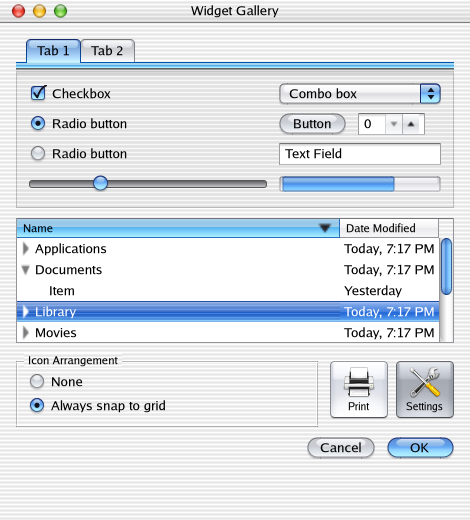 Widget Gallery
Tab 1 Tab 2
Checkbox Combo box
Radio button Button 0
Radio button Text Field
Name Date Modified
Applications Today, 7:17 PM
Documents Today, 7:17 PM
Item Yesterday
Library Today, 7:17 PM
Movies Today, 7:17 PM
Icon Arrangement
None
Always snap to grid
Print Settings
Cancel OK